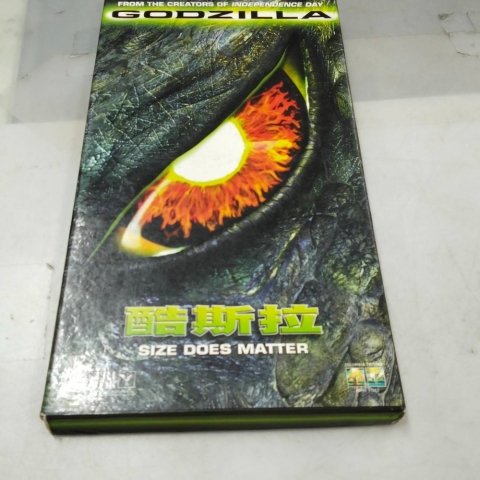 FROM THE CREATORS OF INDEPENDENCE DAY
GODZILLA
酷斯拉
SIZE DOES MATTER